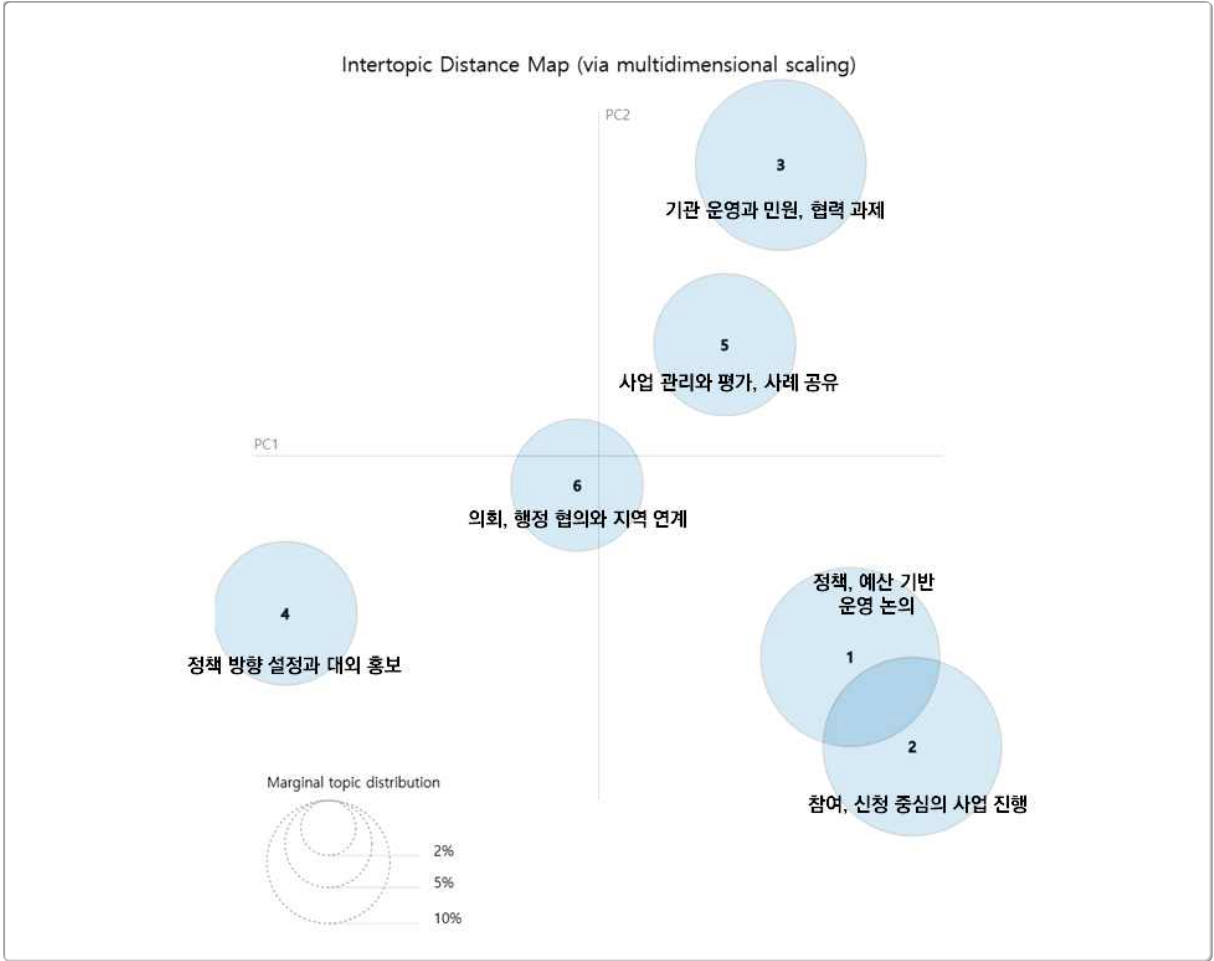 Intertopic Distance Map (via multidimensional scaling)
PC2
3
기관 운영과 민원, 협력 과제
5
사업 관리와 평가, 사례 공유
PC1
6
의회, 행정 협의와 지역 연계
4
정책 방향 설정과 대외 홍보
정책, 예산 기반
운영 논의
1
2
참여, 신청 중심의 사업 진행
Marginal topic distribution
2%
5%
10%